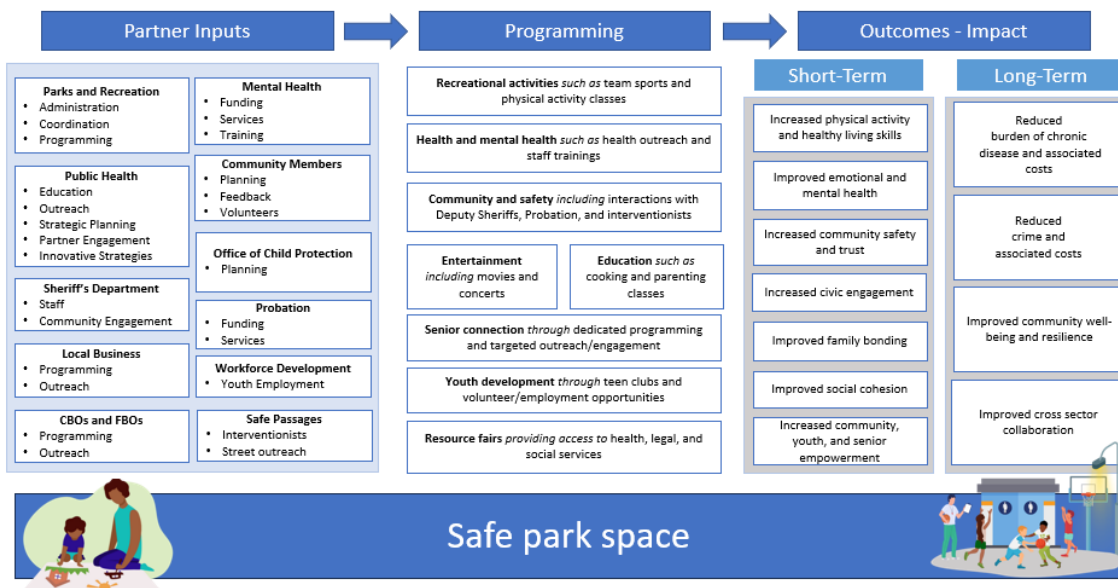 Partner Inputs
Programming
Outcomes - Impact
Short-Term
Long-Term
Parks and Recreation
• Administration
• Coordination
• Programming
Public Health
• Education
• Outreach
• Strategic Planning
• Partner Engagement
• Innovative Strategies
Sheriff's Department
• Staff
• Community Engagement
Local Business
• Programming
• Outreach
CBOs and FBOs
• Programming
• Outreach
Mental Health
• Funding
• Services
• Training
Community Members
• Planning
• Feedback
• Volunteers
Office of Child Protection
• Planning
Probation
• Funding
• Services
Workforce Development
• Youth Employment
Safe Passages
• Interventionists
• Street outreach
Recreational activities such as team sports and
physical activity classes
Health and mental health such as health outreach and
staff trainings
Community and safety including interactions with
Deputy Sheriffs, Probation, and interventionists
Entertainment
including movies and
concerts
Education such as
cooking and parenting
classes
Senior connection through dedicated programming
and targeted outreach/engagement
Youth development through teen clubs and
volunteer/employment opportunities
Resource fairs providing access to health, legal, and
social services
Increased physical activity
and healthy living skills
Improved emotional and
mental health
Increased community safety
and trust
Increased civic engagement
Improved family bonding
Improved social cohesion
Increased community,
youth, and senior
empowerment
Reduced
burden of chronic
disease and associated
costs
Reduced
crime and
associated costs
Improved community well-
being and resilience
Improved cross sector
collaboration
Safe park space